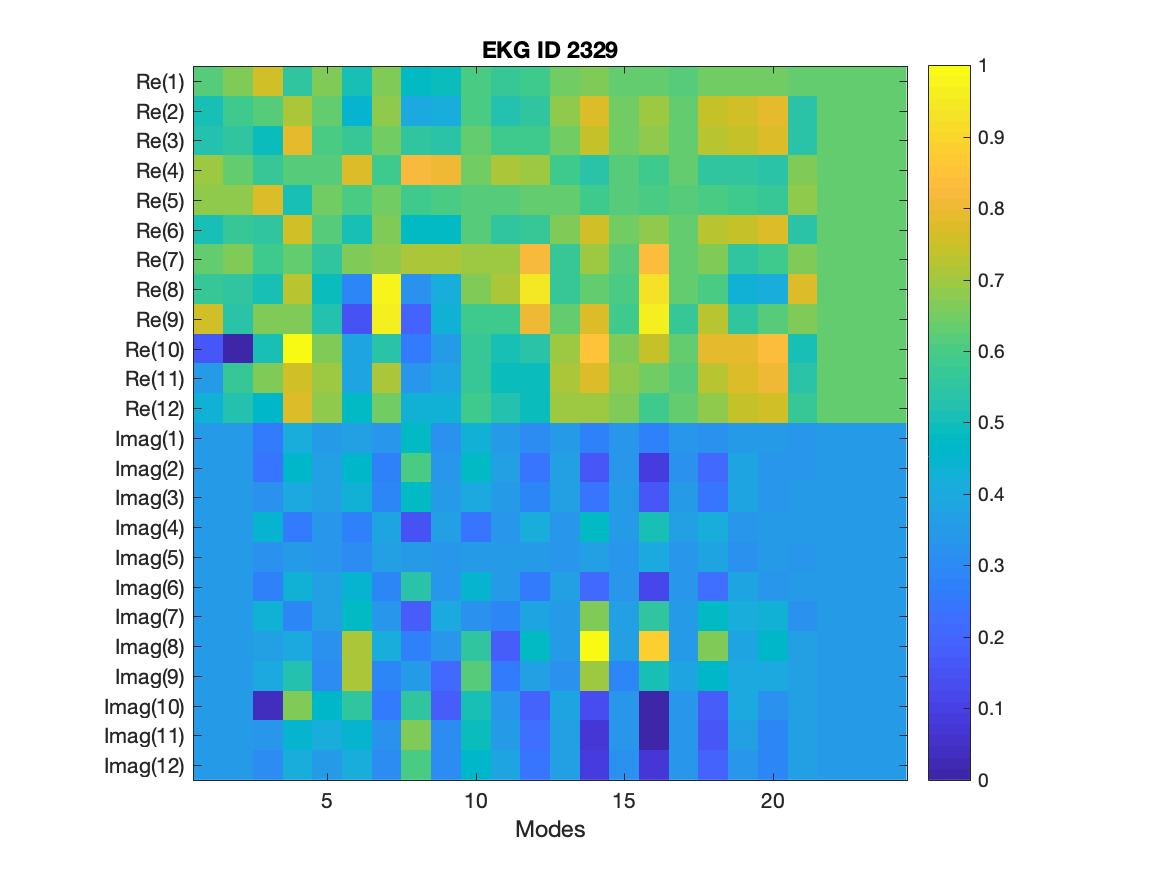 EKG ID 2329
Re(1)
Re(2)
Re(3)
Re(4)
Re(5)
Re(6)
Re(7)
Re(8)
Re(9)
Re(10)
Re(11)
Re(12)
Imag(1)
Imag(2)
Imag(3)
Imag(4)
Imag(5)
Imag(6)
Imag(7)
Imag(8)
Imag(9)
Imag(10)
Imag(11)
Imag(12)
5 10 15 20
Modes
1
0.9
0.8
0.7
0.6
0.5
0.4
0.3
0.2
0.1
0